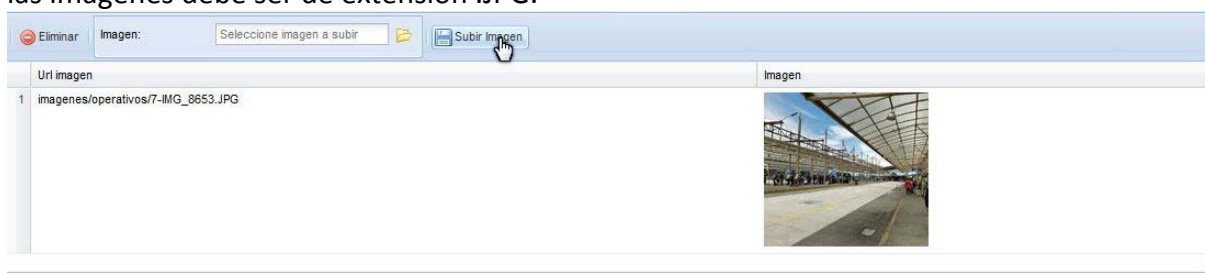 las imágenes debe ser de extensión .JPG.
Eliminar Imagen: Seleccione imagen a subir Subir Imagen
Url imagen Imagen
1 imagenes/operativos/7-IMG_8653.JPG